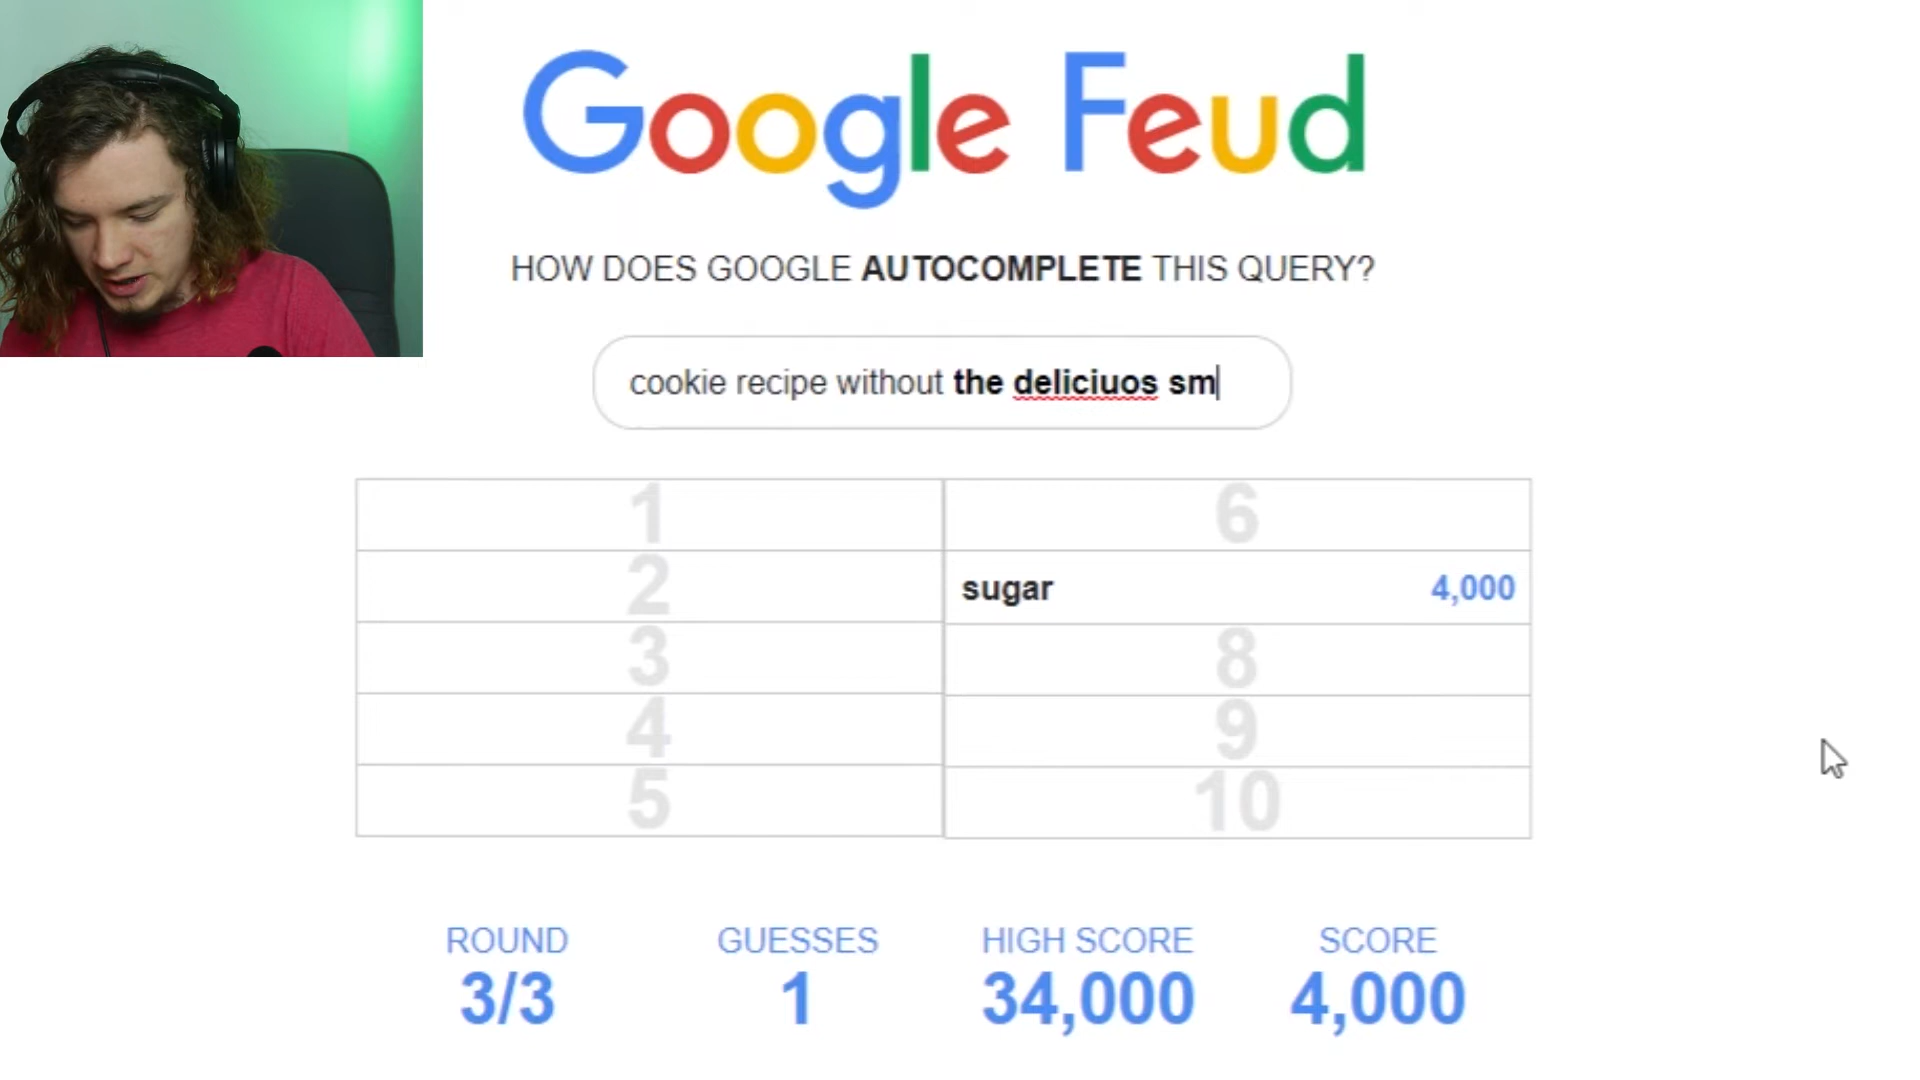 Google Feud
HOW DOES GOOGLE AUTOCOMPLETE THIS QUERY?
cookie recipe without the deliciuos sm
1
6
2
sugar 4,000
3
8
4
9
5
10
ROUND GUESSES HIGH SCORE SCORE
3/3 1 34,000 4,000